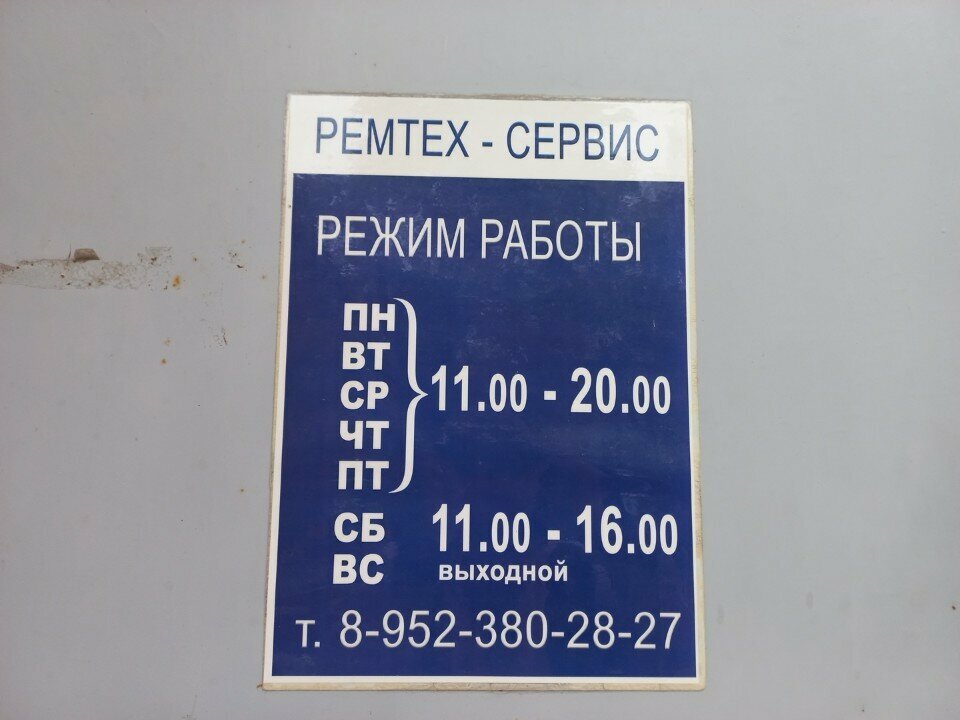 РЕМТЕХ - СЕРВИС
РЕЖИМ РАБОТЫ
ПН
ВТ
СР 11.00 - 20.00
ЧТ
ПТ
СБ 11.00 - 16.00
ВС выходной
т. 8-952-380-28-27